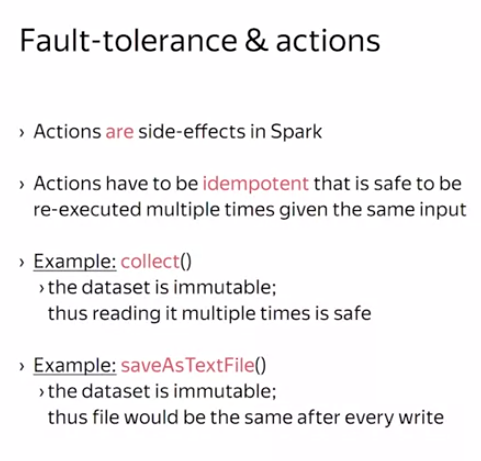 Fault-tolerance & actions
› Actions are side-effects in Spark
› Actions have to be idempotent that is safe to be
re-executed multiple times given the same input
› Example: collect()
› the dataset is immutable;
thus reading it multiple times is safe
› Example: saveAsTextFile()
› the dataset is immutable;
thus file would be the same after every write